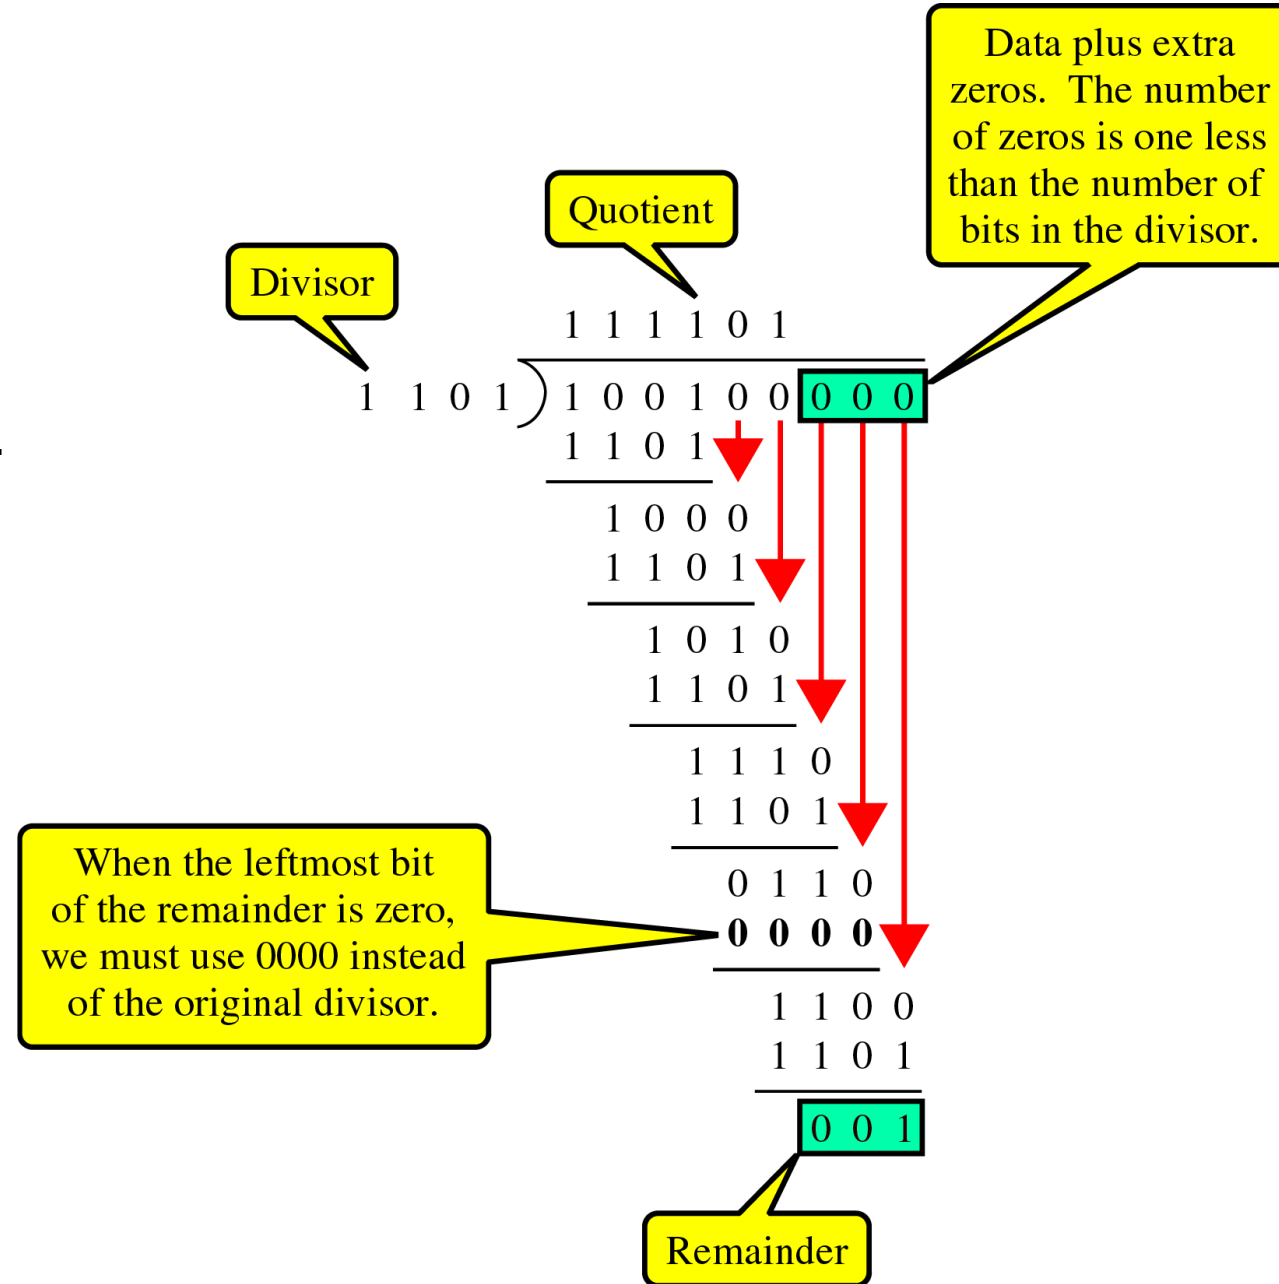 Data plus extra
zeros. The number
of zeros is one less
than the number of
bits in the divisor.
Quotient
Divisor
1 1 1 1 0 1
1 1 0 1 ) 1 0 0 1 0 0 0 0 0
1 1 0 1
1 0 0 0
1 1 0 1
1 0 1 0
1 1 0 1
1 1 1 0
1 1 0 1
When the leftmost bit
of the remainder is zero,
we must use 0000 instead
of the original divisor.
0 1 1 0
0 0 0 0
1 1 0 0
1 1 0 1
0 0 1
Remainder